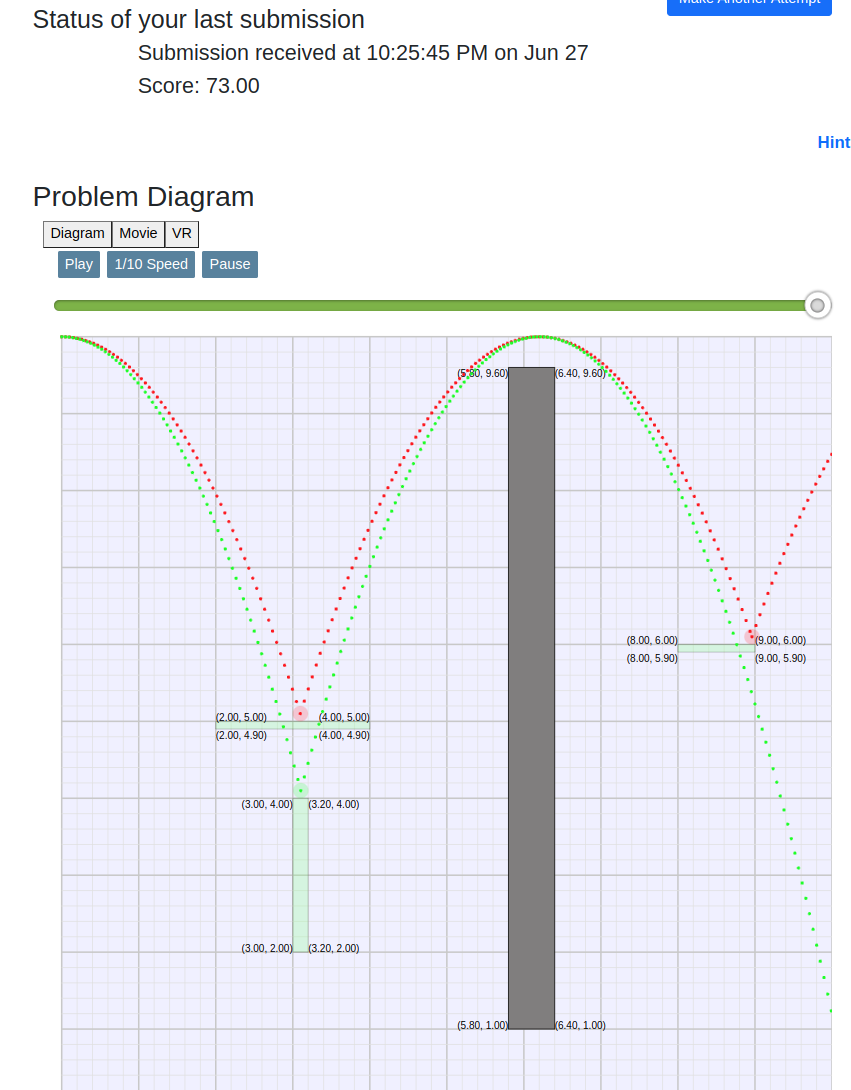 Make Another Attempt
Status of your last submission
Submission received at 10:25:45 PM on Jun 27
Score: 73.00
Hint
Problem Diagram
Diagram Movie VR
Play 1/10 Speed Pause
(5.80, 9.60) (6.40, 9.60)
(8.00, 6.00) (9.00, 6.00)
(8.00, 5.90) (9.00, 5.90)
(2.00, 5.00) (4.00, 5.00)
(2.00, 4.90) (4.00, 4.90)
(3.00, 4.00) (3.20, 4.00)
(3.00, 2.00) (3.20, 2.00)
(5.80, 1.00) (6.40, 1.00)